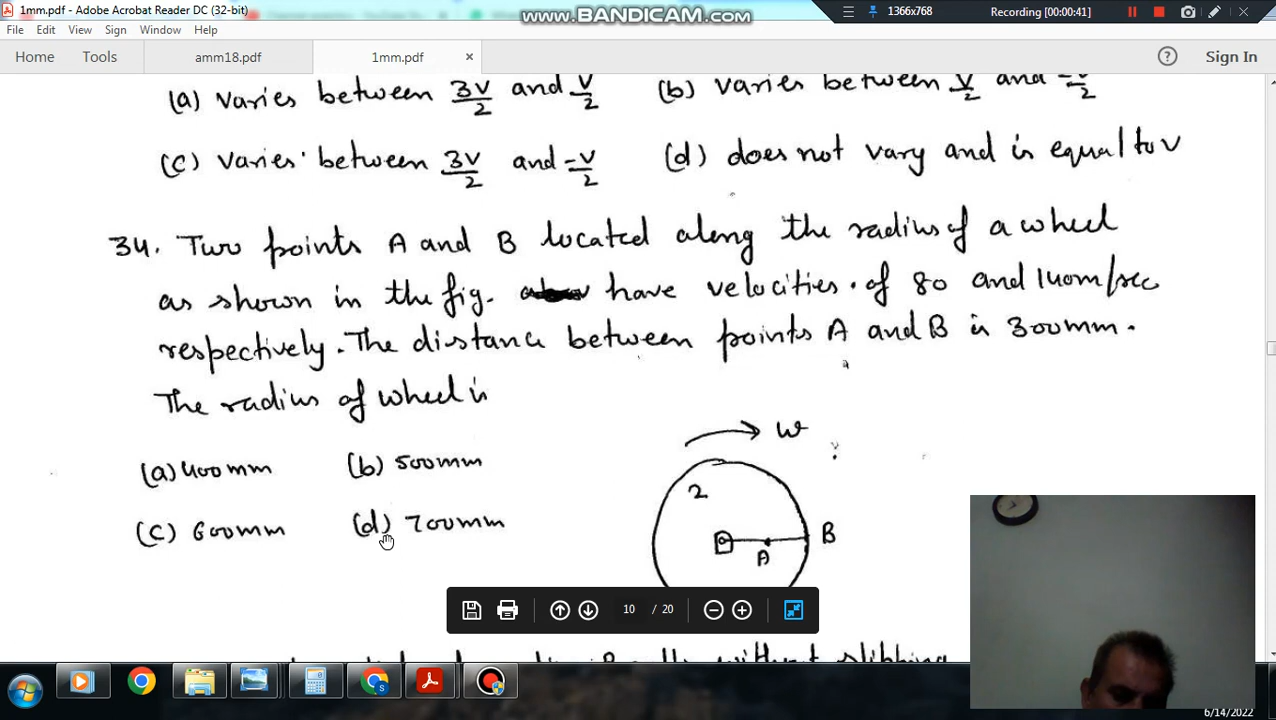 1mm.pdf - Adobe Acrobat Reader DC (32-bit)
www.BANDICAM.com
1366x768
Recording [00:00:41]
File Edit View Sign Window Help
Home Tools amm18.pdf 1mm.pdf × Sign In
(a) varies between 3V/2 and V/2 (b) varies between V/2 and -V/2
(c) varies between 3V/2 and -V/2 (d) does not vary and is equal to V
34. Two points A and B located along the radius of a wheel
as shown in the fig. have velocities of 80 and 140m/sec
respectively. The distance between points A and B is 300mm.
The radius of wheel is
(a) 400mm (b) 500mm
(c) 600mm (d) 700mm
ω
2
A
B
10 / 20
without slipping
6/14/2022